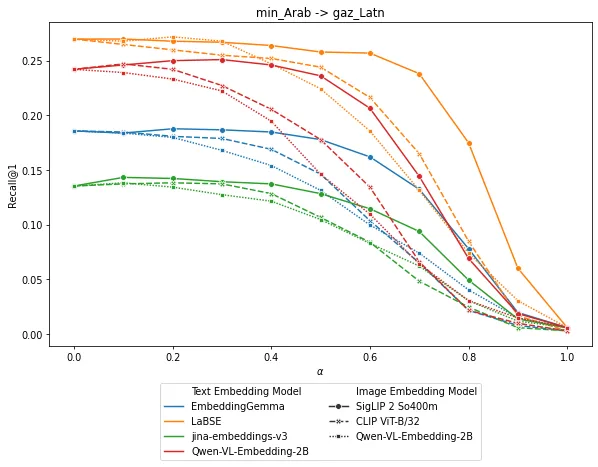 min_Arab -> gaz_Latn
Recall@1
0.25
0.20
0.15
0.10
0.05
0.00
0.0 0.2 0.4 0.6 0.8 1.0
α
Text Embedding Model Image Embedding Model
EmbeddingGemma SigLIP 2 So400m
LaBSE CLIP ViT-B/32
jina-embeddings-v3 Qwen-VL-Embedding-2B
Qwen-VL-Embedding-2B